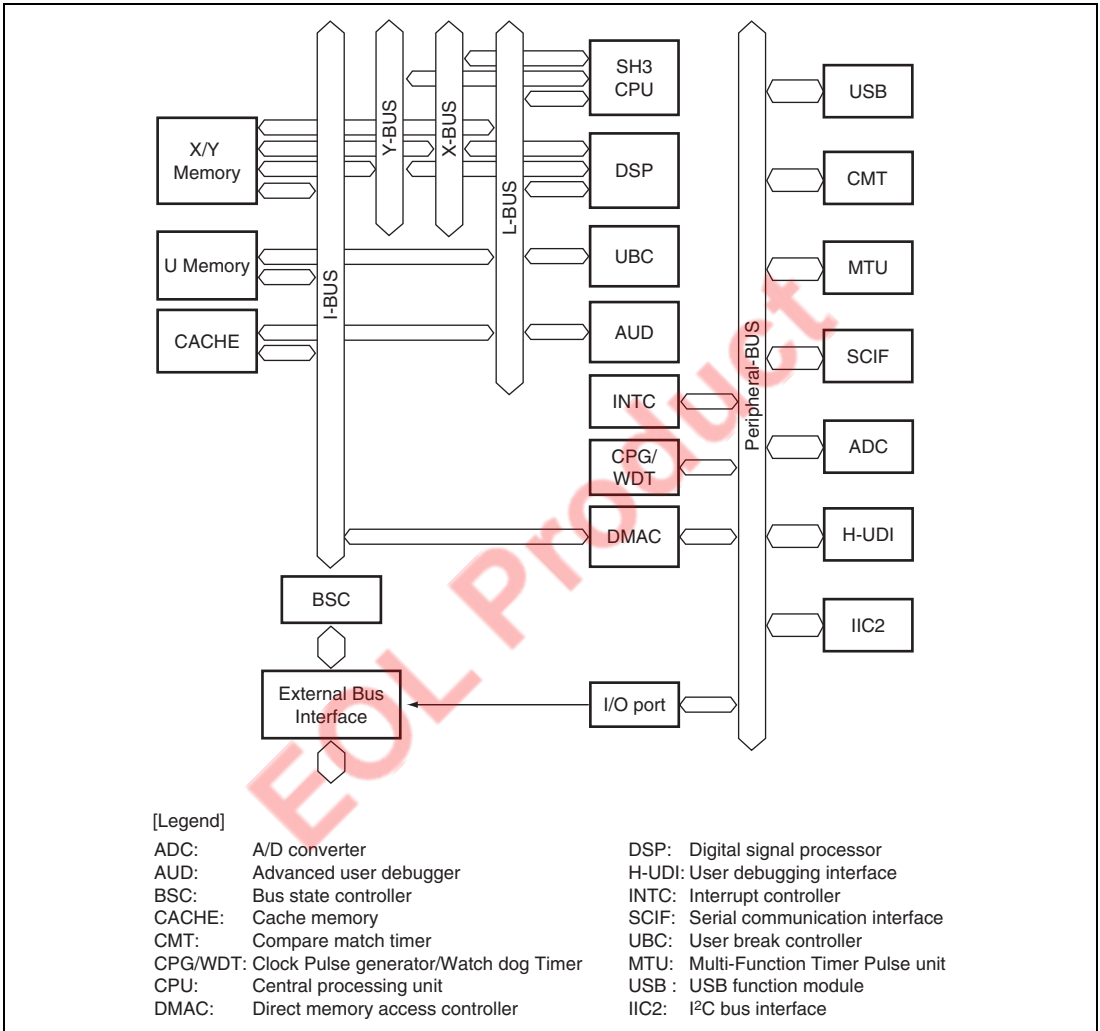 SH3
CPU
USB
X/Y
Memory
I-BUS
Y-BUS
X-BUS
L-BUS
DSP
CMT
U Memory
UBC
MTU
CACHE
AUD
SCIF
INTC
Peripheral-BUS
CPG/
WDT
ADC
DMAC
H-UDI
BSC
IIC2
External Bus
Interface
I/O port
EOL Product
[Legend]
ADC: A/D converter
AUD: Advanced user debugger
BSC: Bus state controller
CACHE: Cache memory
CMT: Compare match timer
CPG/WDT: Clock Pulse generator/Watch dog Timer
CPU: Central processing unit
DMAC: Direct memory access controller
DSP: Digital signal processor
H-UDI: User debugging interface
INTC: Interrupt controller
SCIF: Serial communication interface
UBC: User break controller
MTU: Multi-Function Timer Pulse unit
USB : USB function module
IIC2: I²C bus interface